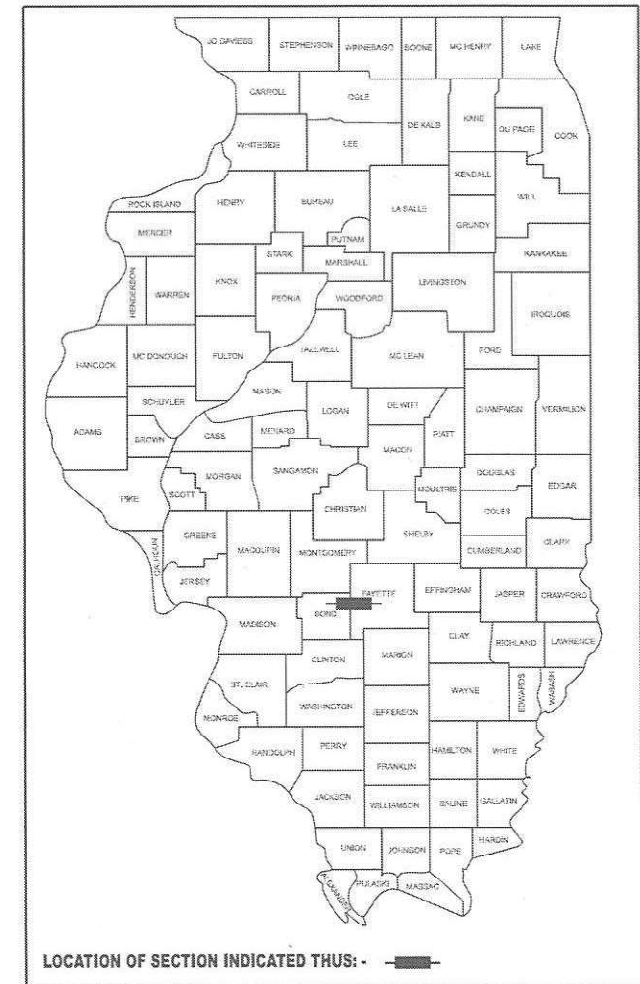 JO DAVIESS STEPHENSON WINNEBAGO BOONE MC HENRY LAKE
CARROLL OGLE DE KALB KANE DU PAGE COOK
WHITESIDE LEE
KENDALL WILL
ROCK ISLAND HENRY BUREAU LA SALLE GRUNDY
MERCER PUTNAM
STARK MARSHALL KANKAKEE
HENDERSON WARREN KNOX PEORIA WOODFORD LIVINGSTON IROQUOIS
HANCOCK MC DONOUGH FULTON TAZEWELL MC LEAN FORD
MASON
SCHUYLER LOGAN DE WITT CHAMPAIGN VERMILION
ADAMS BROWN CASS MENARD PIATT
MACON
PIKE SCOTT MORGAN SANGAMON MOULTRIE DOUGLAS EDGAR
CHRISTIAN COLES
CALHOUN GREENE MACOUPIN MONTGOMERY SHELBY CUMBERLAND CLARK
JERSEY
MADISON BOND FAYETTE EFFINGHAM JASPER CRAWFORD
CLAY RICHLAND LAWRENCE
CLINTON MARION
ST. CLAIR WAYNE EDWARDS WABASH
MONROE WASHINGTON JEFFERSON
RANDOLPH PERRY HAMILTON WHITE
FRANKLIN
JACKSON WILLIAMSON SALINE GALLATIN
UNION JOHNSON POPE HARDIN
ALEXANDER PULASKI MASSAC
LOCATION OF SECTION INDICATED THUS: -